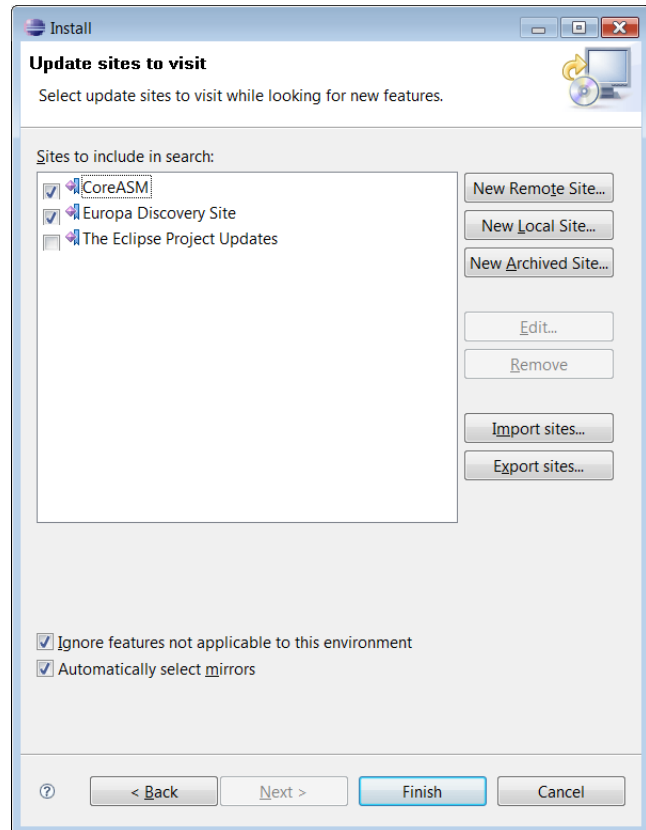 Install
Update sites to visit
Select update sites to visit while looking for new features.
Sites to include in search:
CoreASM
Europa Discovery Site
The Eclipse Project Updates
New Remote Site...
New Local Site...
New Archived Site...
Edit...
Remove
Import sites...
Export sites...
Ignore features not applicable to this environment
Automatically select mirrors
?
< Back
Next >
Finish
Cancel